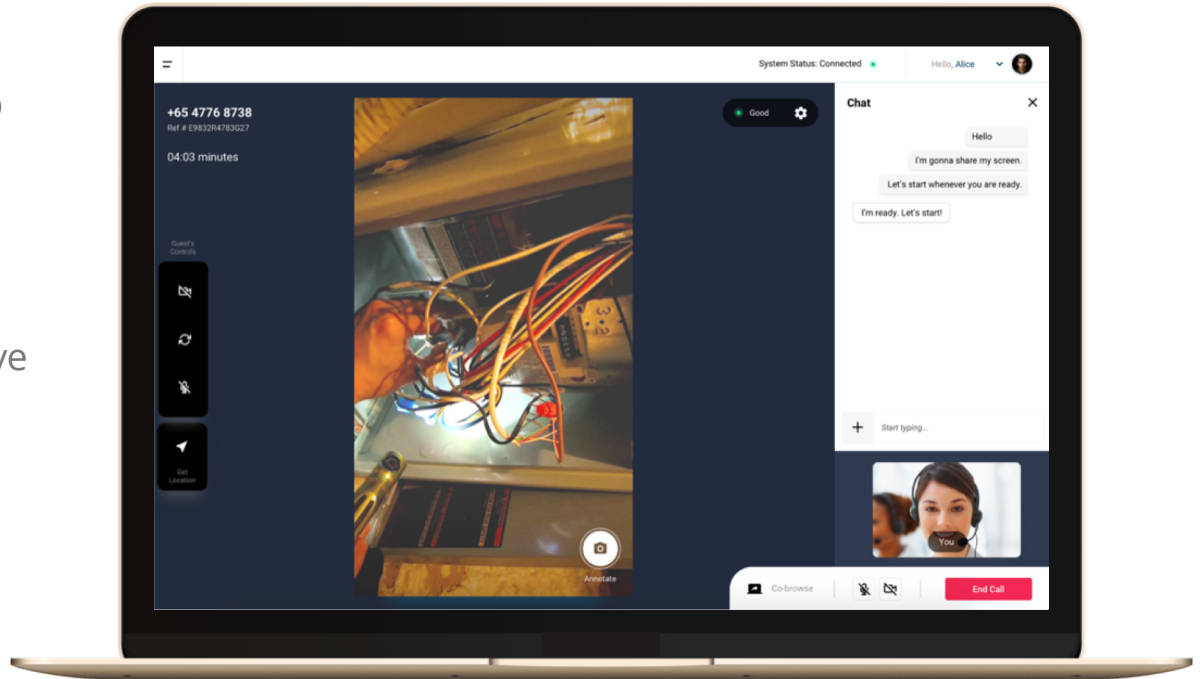 System Status: Connected
Hello, Alice
+65 4776 8738
Ref # E9832R4783G27
04:03 minutes
Good
Chat
Hello
I'm gonna share my screen.
Let's start whenever you are ready.
I'm ready. Let's start!
Guest's
Controls
Get
Location
Start typing...
You
Annotate
Co-browse
End Call